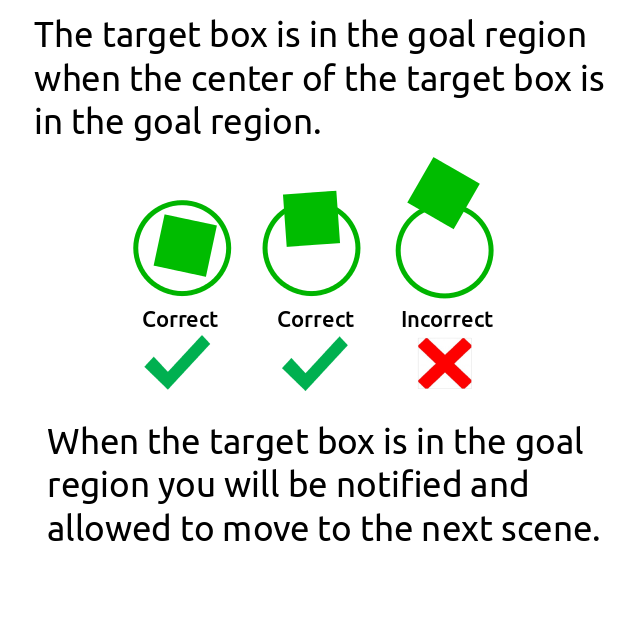 The target box is in the goal region
when the center of the target box is
in the goal region.
Correct Correct Incorrect
When the target box is in the goal
region you will be notified and
allowed to move to the next scene.